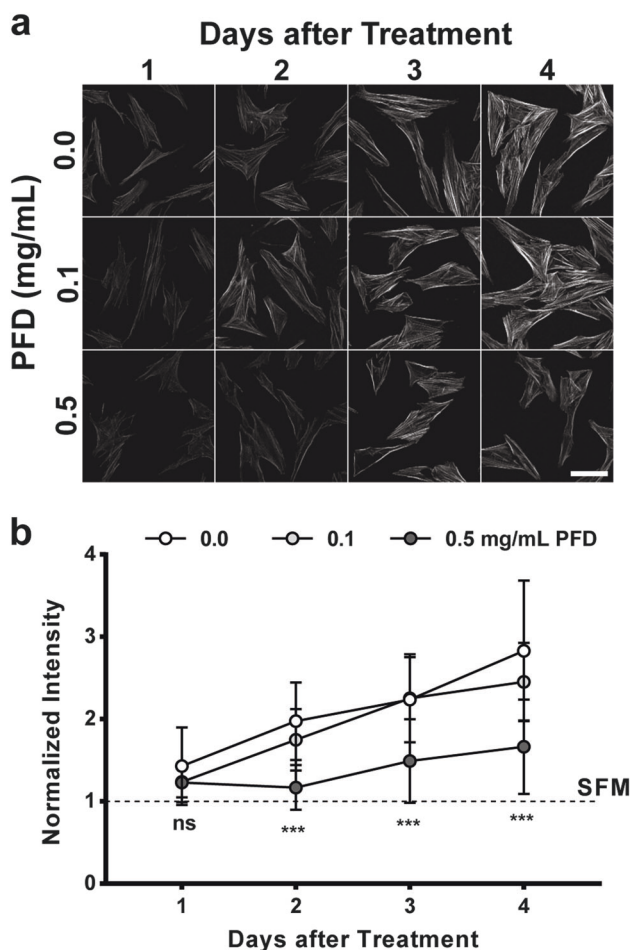 a
Days after Treatment
1 2 3 4
PFD (mg/mL)
0.0
0.1
0.5
b
0.0 0.1 0.5 mg/mL PFD
Normalized Intensity
4
3
2
1
0
SFM
ns *** *** ***
1 2 3 4
Days after Treatment